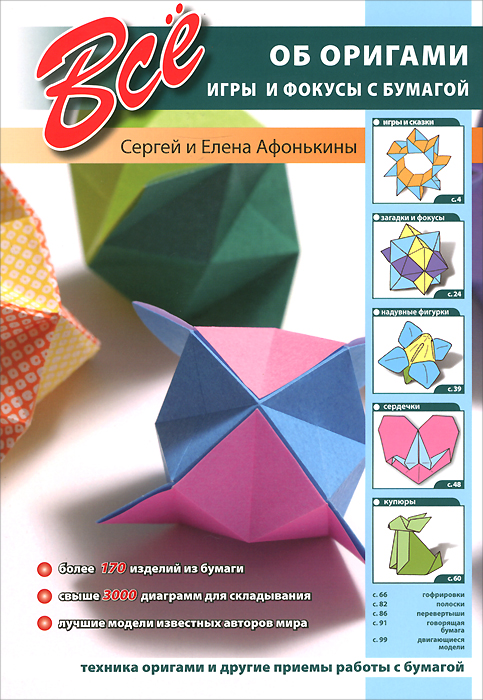 Всё
ОБ ОРИГАМИ
ИГРЫ И ФОКУСЫ С БУМАГОЙ
Сергей и Елена Афонькины
игры и сказки
с. 4
загадки и фокусы
с. 24
надувные фигурки
с. 39
сердечки
с. 48
купюры
с. 60
с. 66 гофрировки
с. 82 полоски
с. 86 перевертыши
с. 91 говорящая
бумага
с. 99 двигающиеся
модели
более 170 изделий из бумаги
свыше 3000 диаграмм для складывания
лучшие модели известных авторов мира
техника оригами и другие приемы работы с бумагой